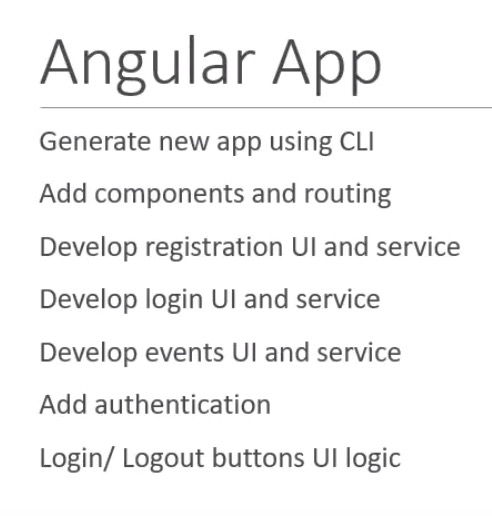 Angular App
Generate new app using CLI
Add components and routing
Develop registration UI and service
Develop login UI and service
Develop events UI and service
Add authentication
Login/ Logout buttons UI logic